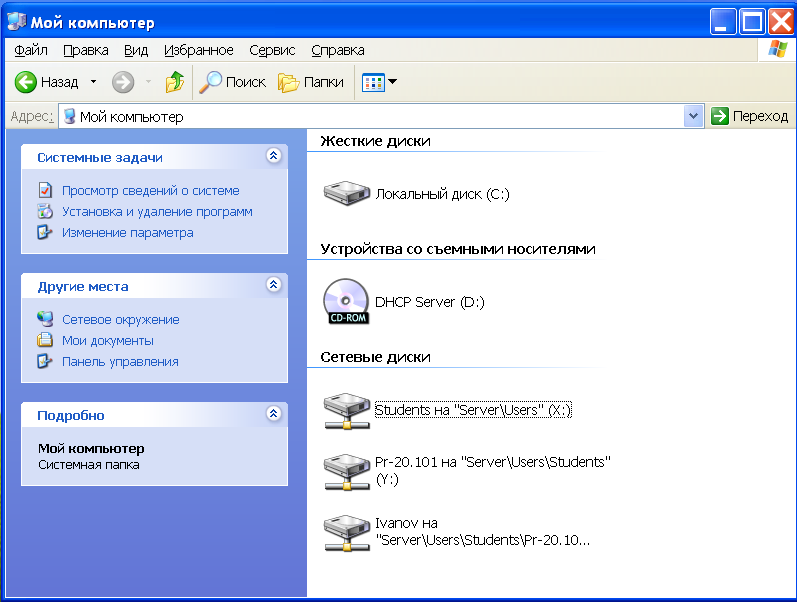 Мой компьютер
Файл Правка Вид Избранное Сервис Справка
Назад Поиск Папки
Адрес: Мой компьютер Переход
Системные задачи
Просмотр сведений о системе
Установка и удаление программ
Изменение параметра
Другие места
Сетевое окружение
Мои документы
Панель управления
Подробно
Мой компьютер
Системная папка
Жесткие диски
Локальный диск (C:)
Устройства со съемными носителями
CD-ROM
DHCP Server (D:)
Сетевые диски
Students на "Server\Users" (X:)
Pr-20.101 на "Server\Users\Students"
(Y:)
Ivanov на
"Server\Users\Students\Pr-20.10...